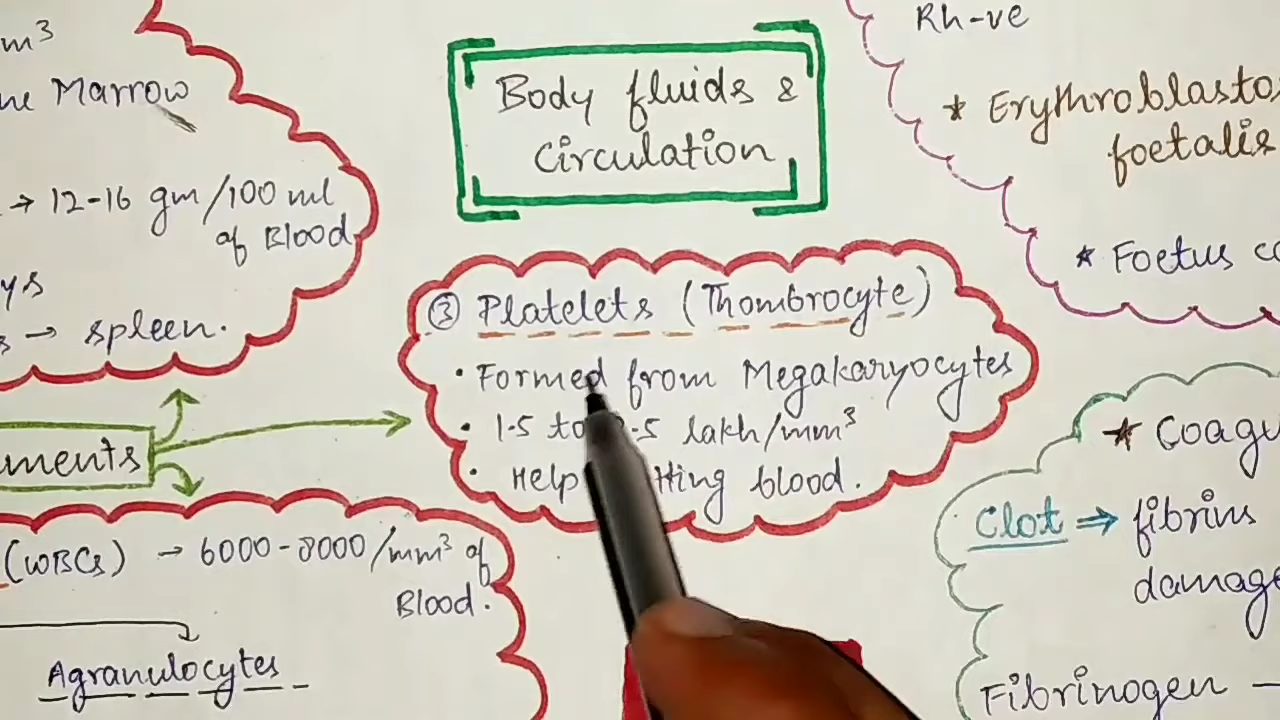 m³
Marrow
→ 12-16 gm/100 ml
of Blood
→ spleen.
Body fluids &
circulation
Rh-ve
* Erythroblasto
foetalis
* Foetus
③ Platelets (Thombrocyte)
• Formed from Megakaryocytes
• 1.5 to .5 lakh/mm³
• Help blood.
ments
(WBCs) → 6000-8000/mm³ of
Blood.
Agranulocytes
* Coagu
Clot ⇒ fibrins
damage
Fibrinogen